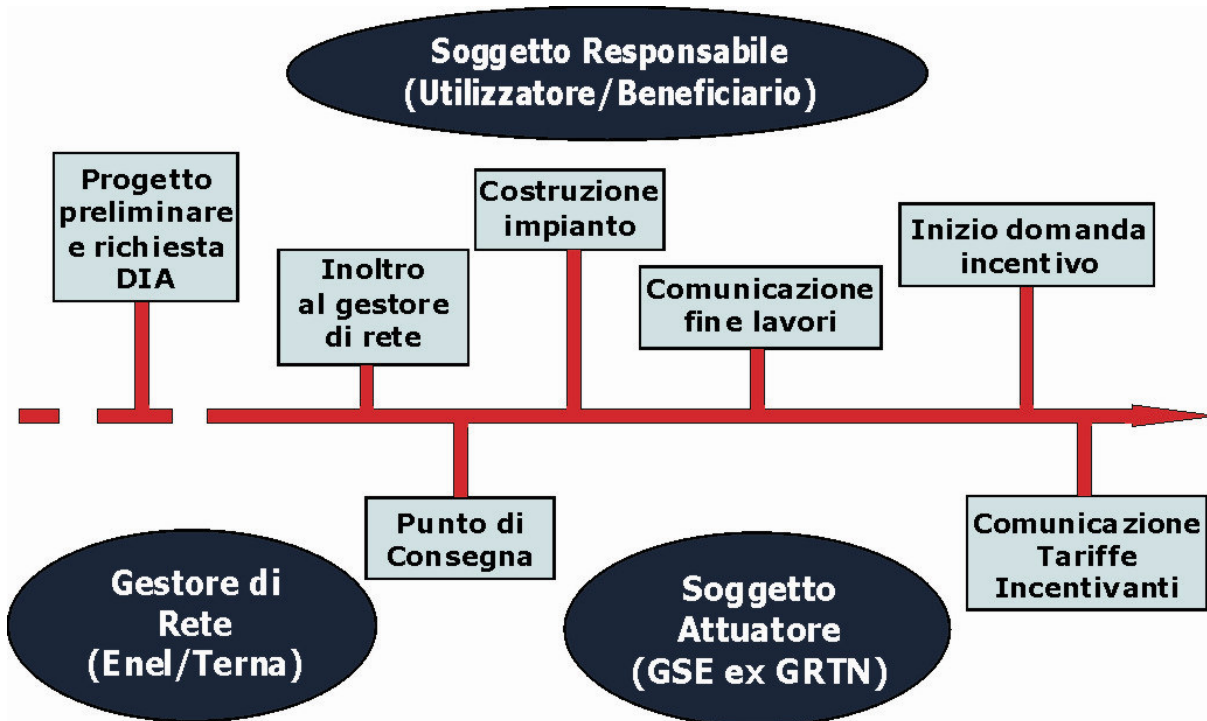 Soggetto Responsabile
(Utilizzatore/Beneficiario)
Progetto
preliminare
e richiesta
DIA
Inoltro
al gestore
di rete
Costruzione
impianto
Comunicazione
fine lavori
Inizio domanda
incentivo
Punto di
Consegna
Comunicazione
Tariffe
Incentivanti
Gestore di
Rete
(Enel/Terna)
Soggetto
Attuatore
(GSE ex GRTN)